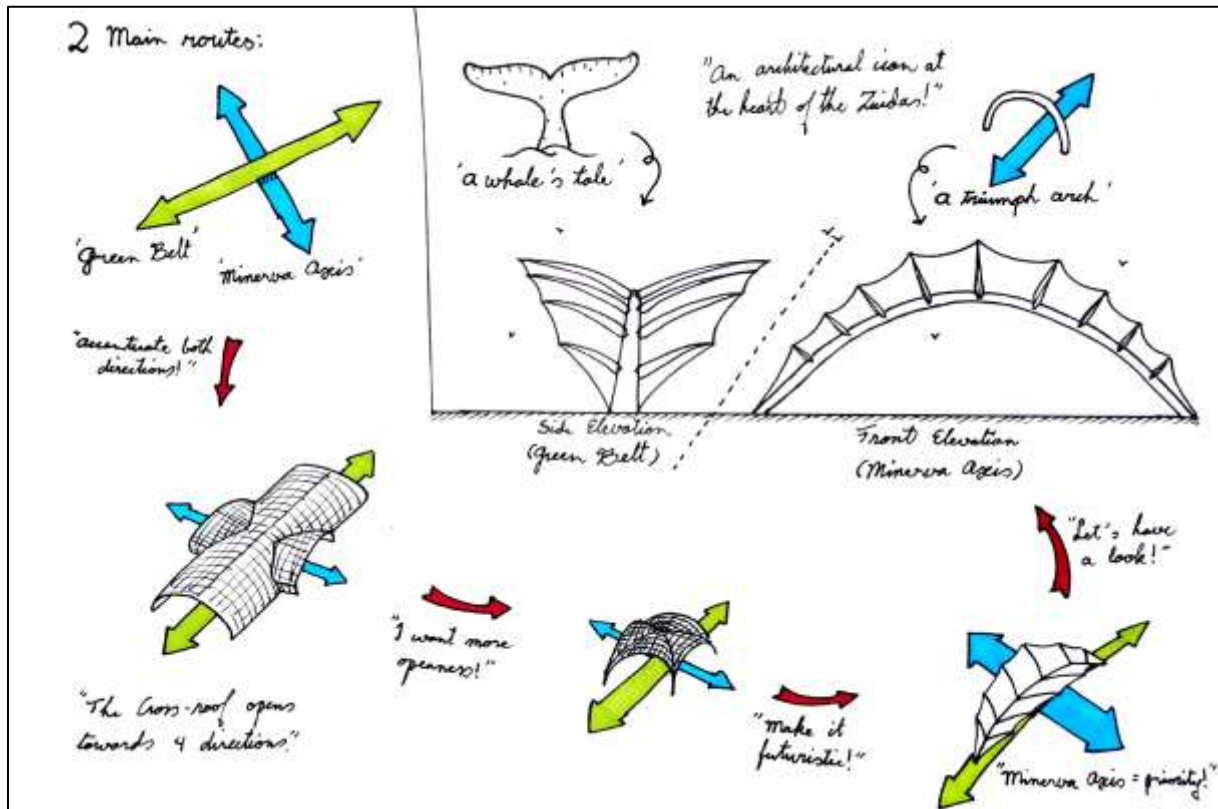 2 Main routes:
'Green Belt'
'Minerva Axis'
"accentuate both
directions!"
"The Cross-roof opens
towards 4 directions."
"I want more
openess!"
"Make it
futuristic!"
"Minerva Axis = priority!"
"Let's have
a look!"
'a whale's tale'
"An architectural icon at
the heart of the Zuidas!"
'a triumph arch'
Side Elevation
(Green Belt)
Front Elevation
(Minerva Axis)